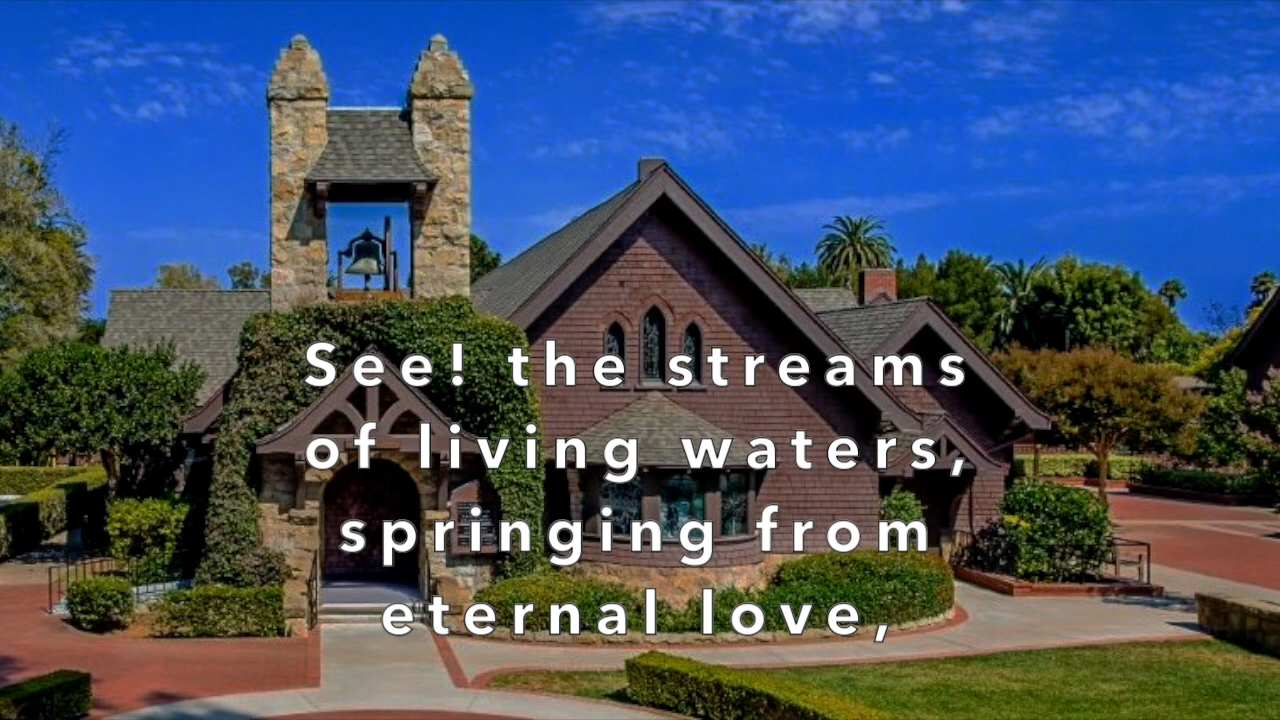 See! the streams
of living waters,
springing from
eternal love,